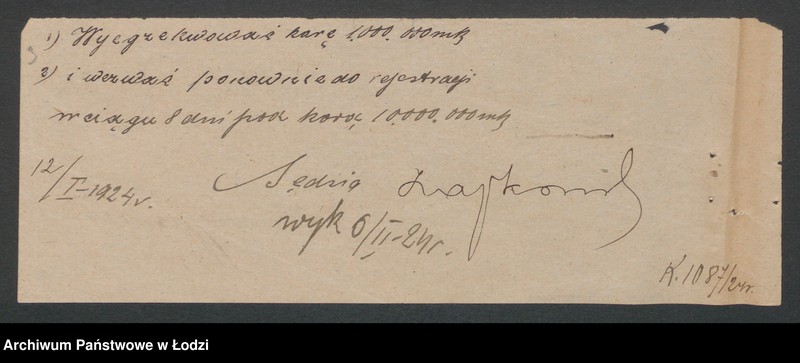 1) Wyegzekwować karę 1.000.000 mk
2) i wezwać ponownie do rejestracji
w ciągu 8 dni pod karą 10.000.000 mk
12/I-1924 r.
Sędzia
wyk 6/II-24 r.
K. 1087/24 r.
Archiwum Państwowe w Łodzi